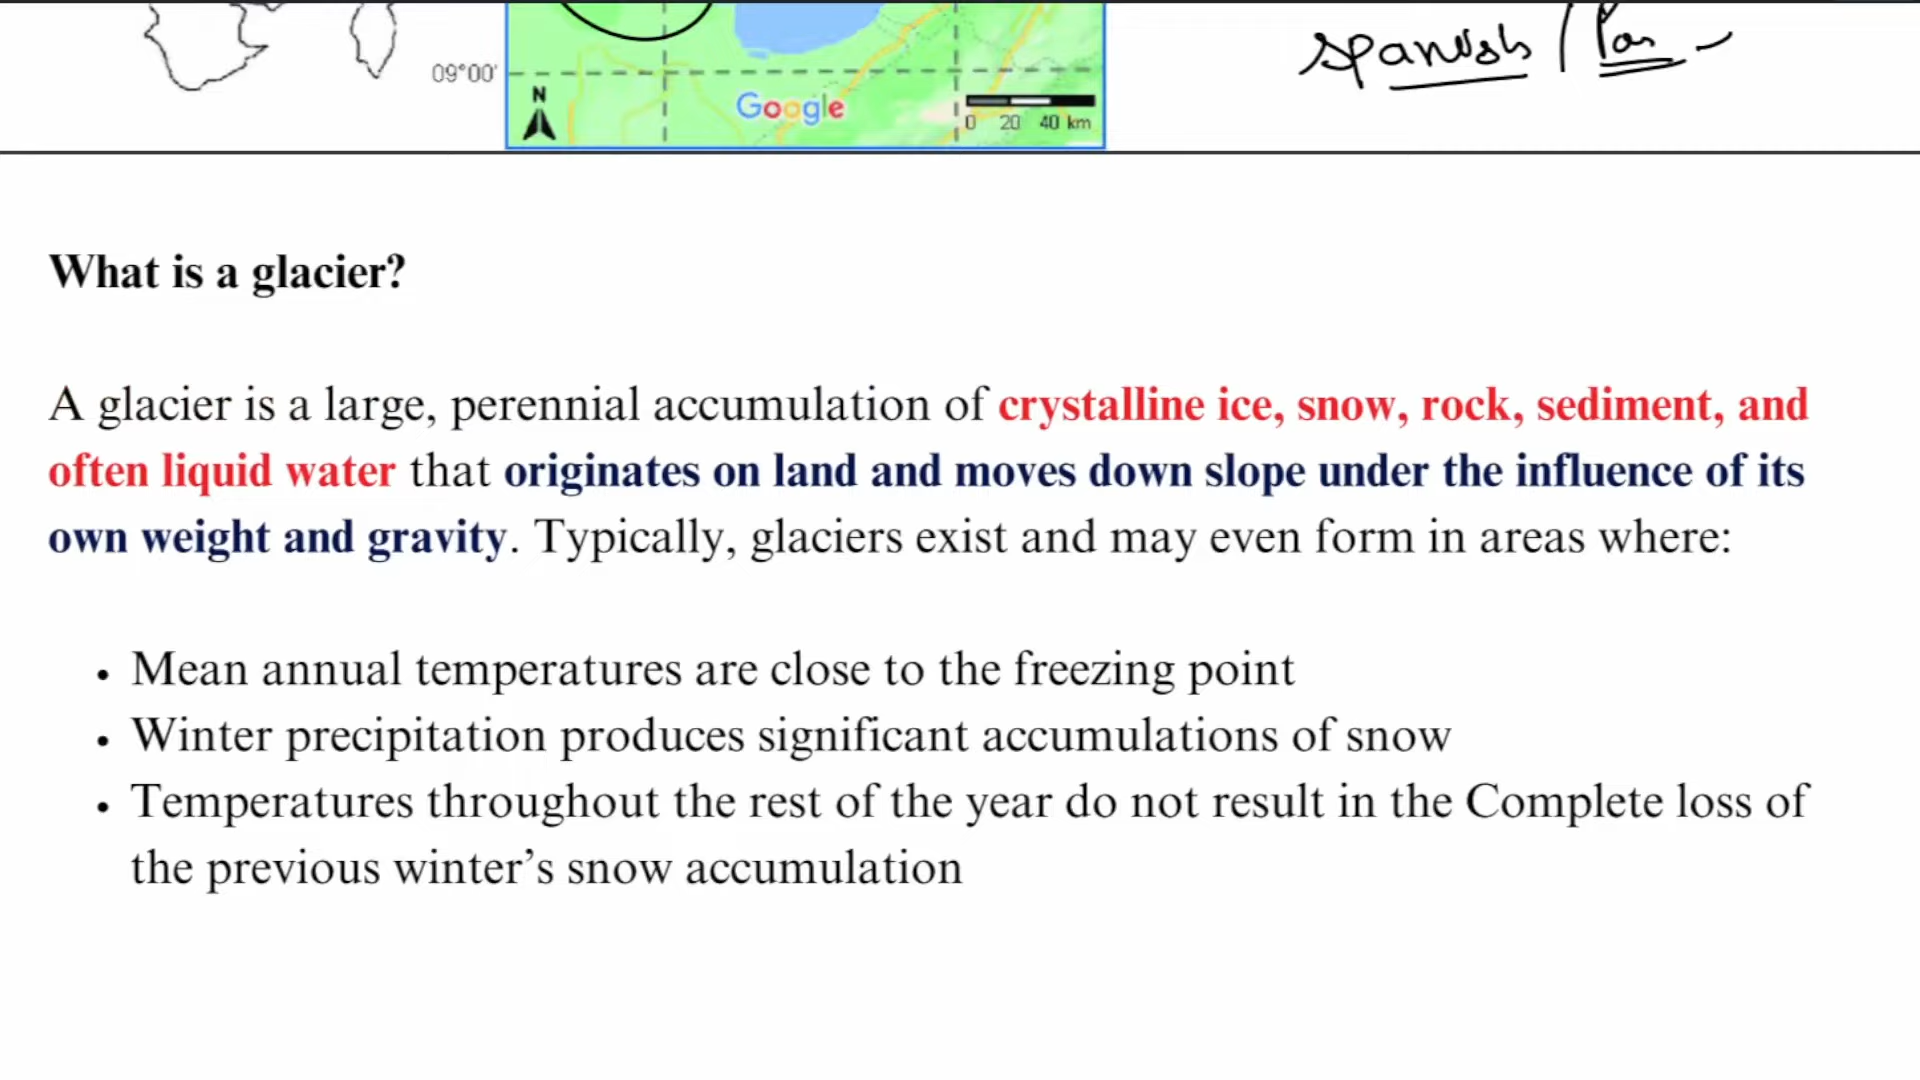 spanish / Por
09°00'
N
Google
0 20 40 km
What is a glacier?
A glacier is a large, perennial accumulation of crystalline ice, snow, rock, sediment, and
often liquid water that originates on land and moves down slope under the influence of its
own weight and gravity. Typically, glaciers exist and may even form in areas where:
• Mean annual temperatures are close to the freezing point
• Winter precipitation produces significant accumulations of snow
• Temperatures throughout the rest of the year do not result in the Complete loss of
the previous winter’s snow accumulation